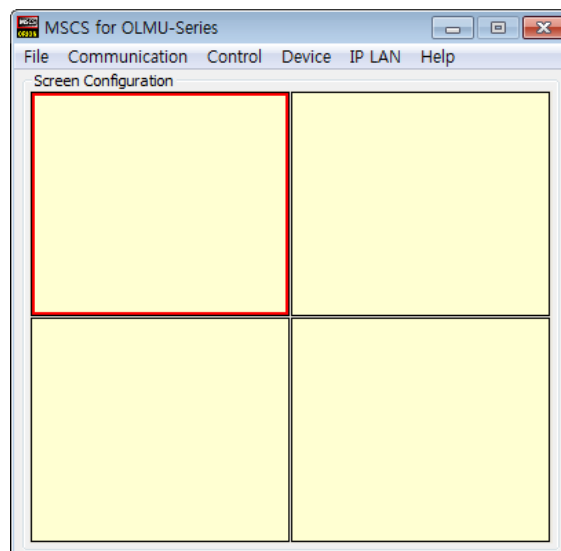 MSCS for OLMU-Series
File Communication Control Device IP LAN Help
Screen Configuration